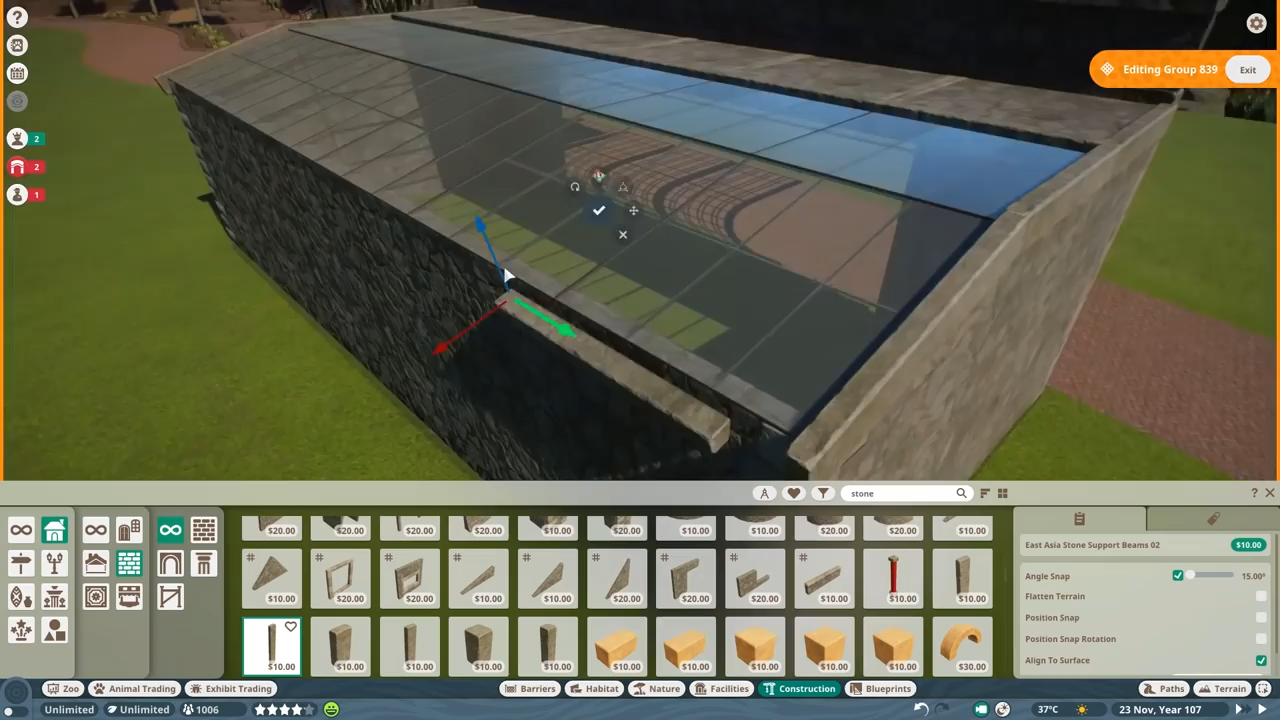 ?
Editing Group 839
Exit
2
2
1
stone
? 
$20.00 $20.00 $20.00 $20.00 $10.00 $10.00 $10.00 $10.00 $20.00 $20.00 $10.00
# # # # # # # # #
$10.00 $20.00 $20.00 $10.00 $10.00 $20.00 $20.00 $20.00 $10.00 $10.00 $10.00
$10.00 $10.00 $10.00 $10.00 $10.00 $10.00 $10.00 $10.00 $10.00 $10.00 $30.00
East Asia Stone Support Beams 02 $10.00
Angle Snap 15.00°
Flatten Terrain
Position Snap
Position Snap Rotation
Align To Surface
Zoo Animal Trading Exhibit Trading Barriers Habitat Nature Facilities Construction Blueprints Paths Terrain
Unlimited Unlimited 1006 37°C 23 Nov, Year 107